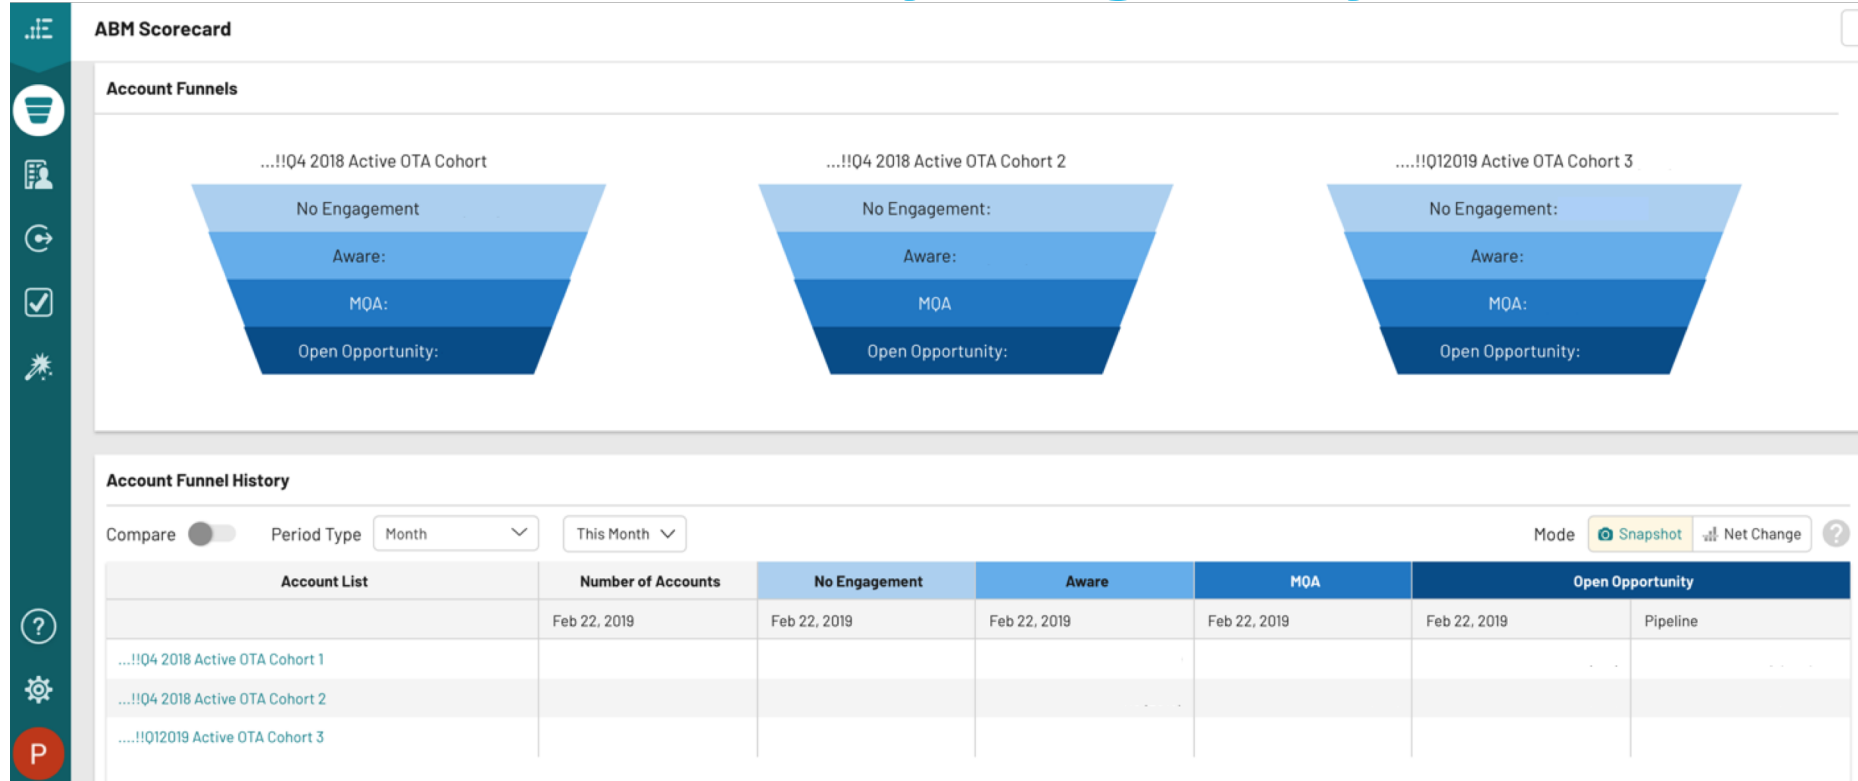 ABM Scorecard
Account Funnels
...!!Q4 2018 Active OTA Cohort
...!!Q4 2018 Active OTA Cohort 2
....!!Q12019 Active OTA Cohort 3
No Engagement
No Engagement:
No Engagement:
Aware:
Aware:
Aware:
MQA:
MQA
MQA:
Open Opportunity:
Open Opportunity:
Open Opportunity:
Account Funnel History
Compare Period Type Month This Month Mode Snapshot Net Change ?
Account List Number of Accounts No Engagement Aware MQA Open Opportunity
Feb 22, 2019 Feb 22, 2019 Feb 22, 2019 Feb 22, 2019 Feb 22, 2019 Pipeline
...!!Q4 2018 Active OTA Cohort 1
...!!Q4 2018 Active OTA Cohort 2
....!!Q12019 Active OTA Cohort 3
?
P